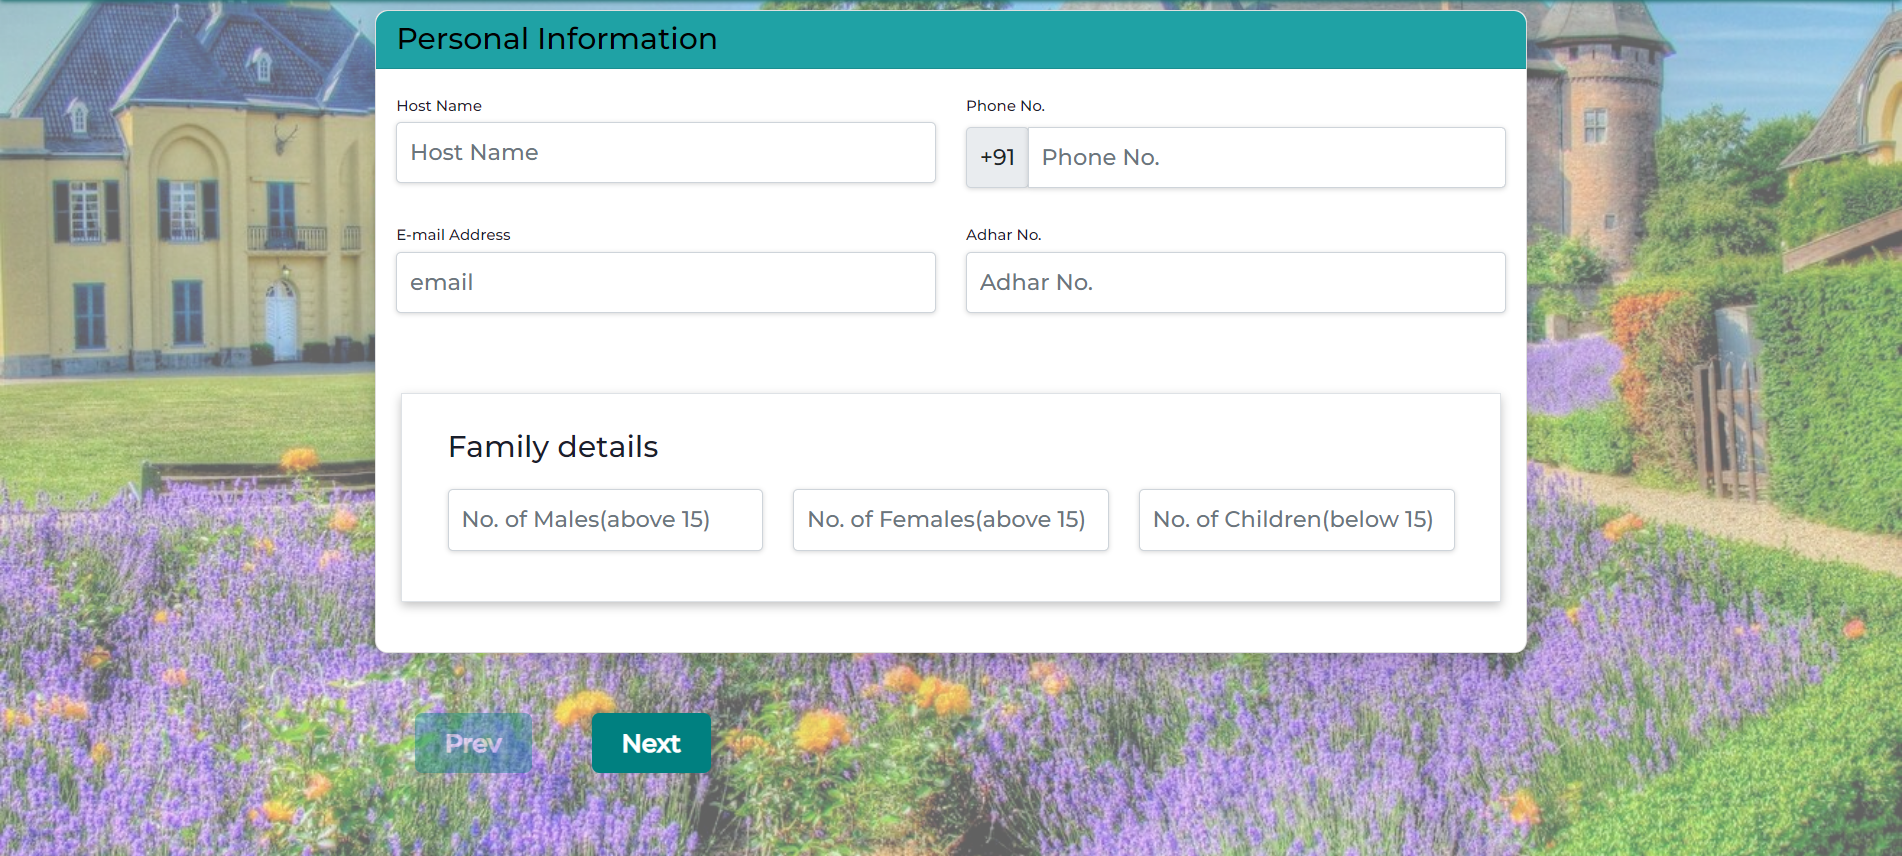 Personal Information
Host Name
Phone No.
Host Name
+91 Phone No.
E-mail Address
Adhar No.
email
Adhar No.
Family details
No. of Males(above 15)
No. of Females(above 15)
No. of Children(below 15)
Prev
Next